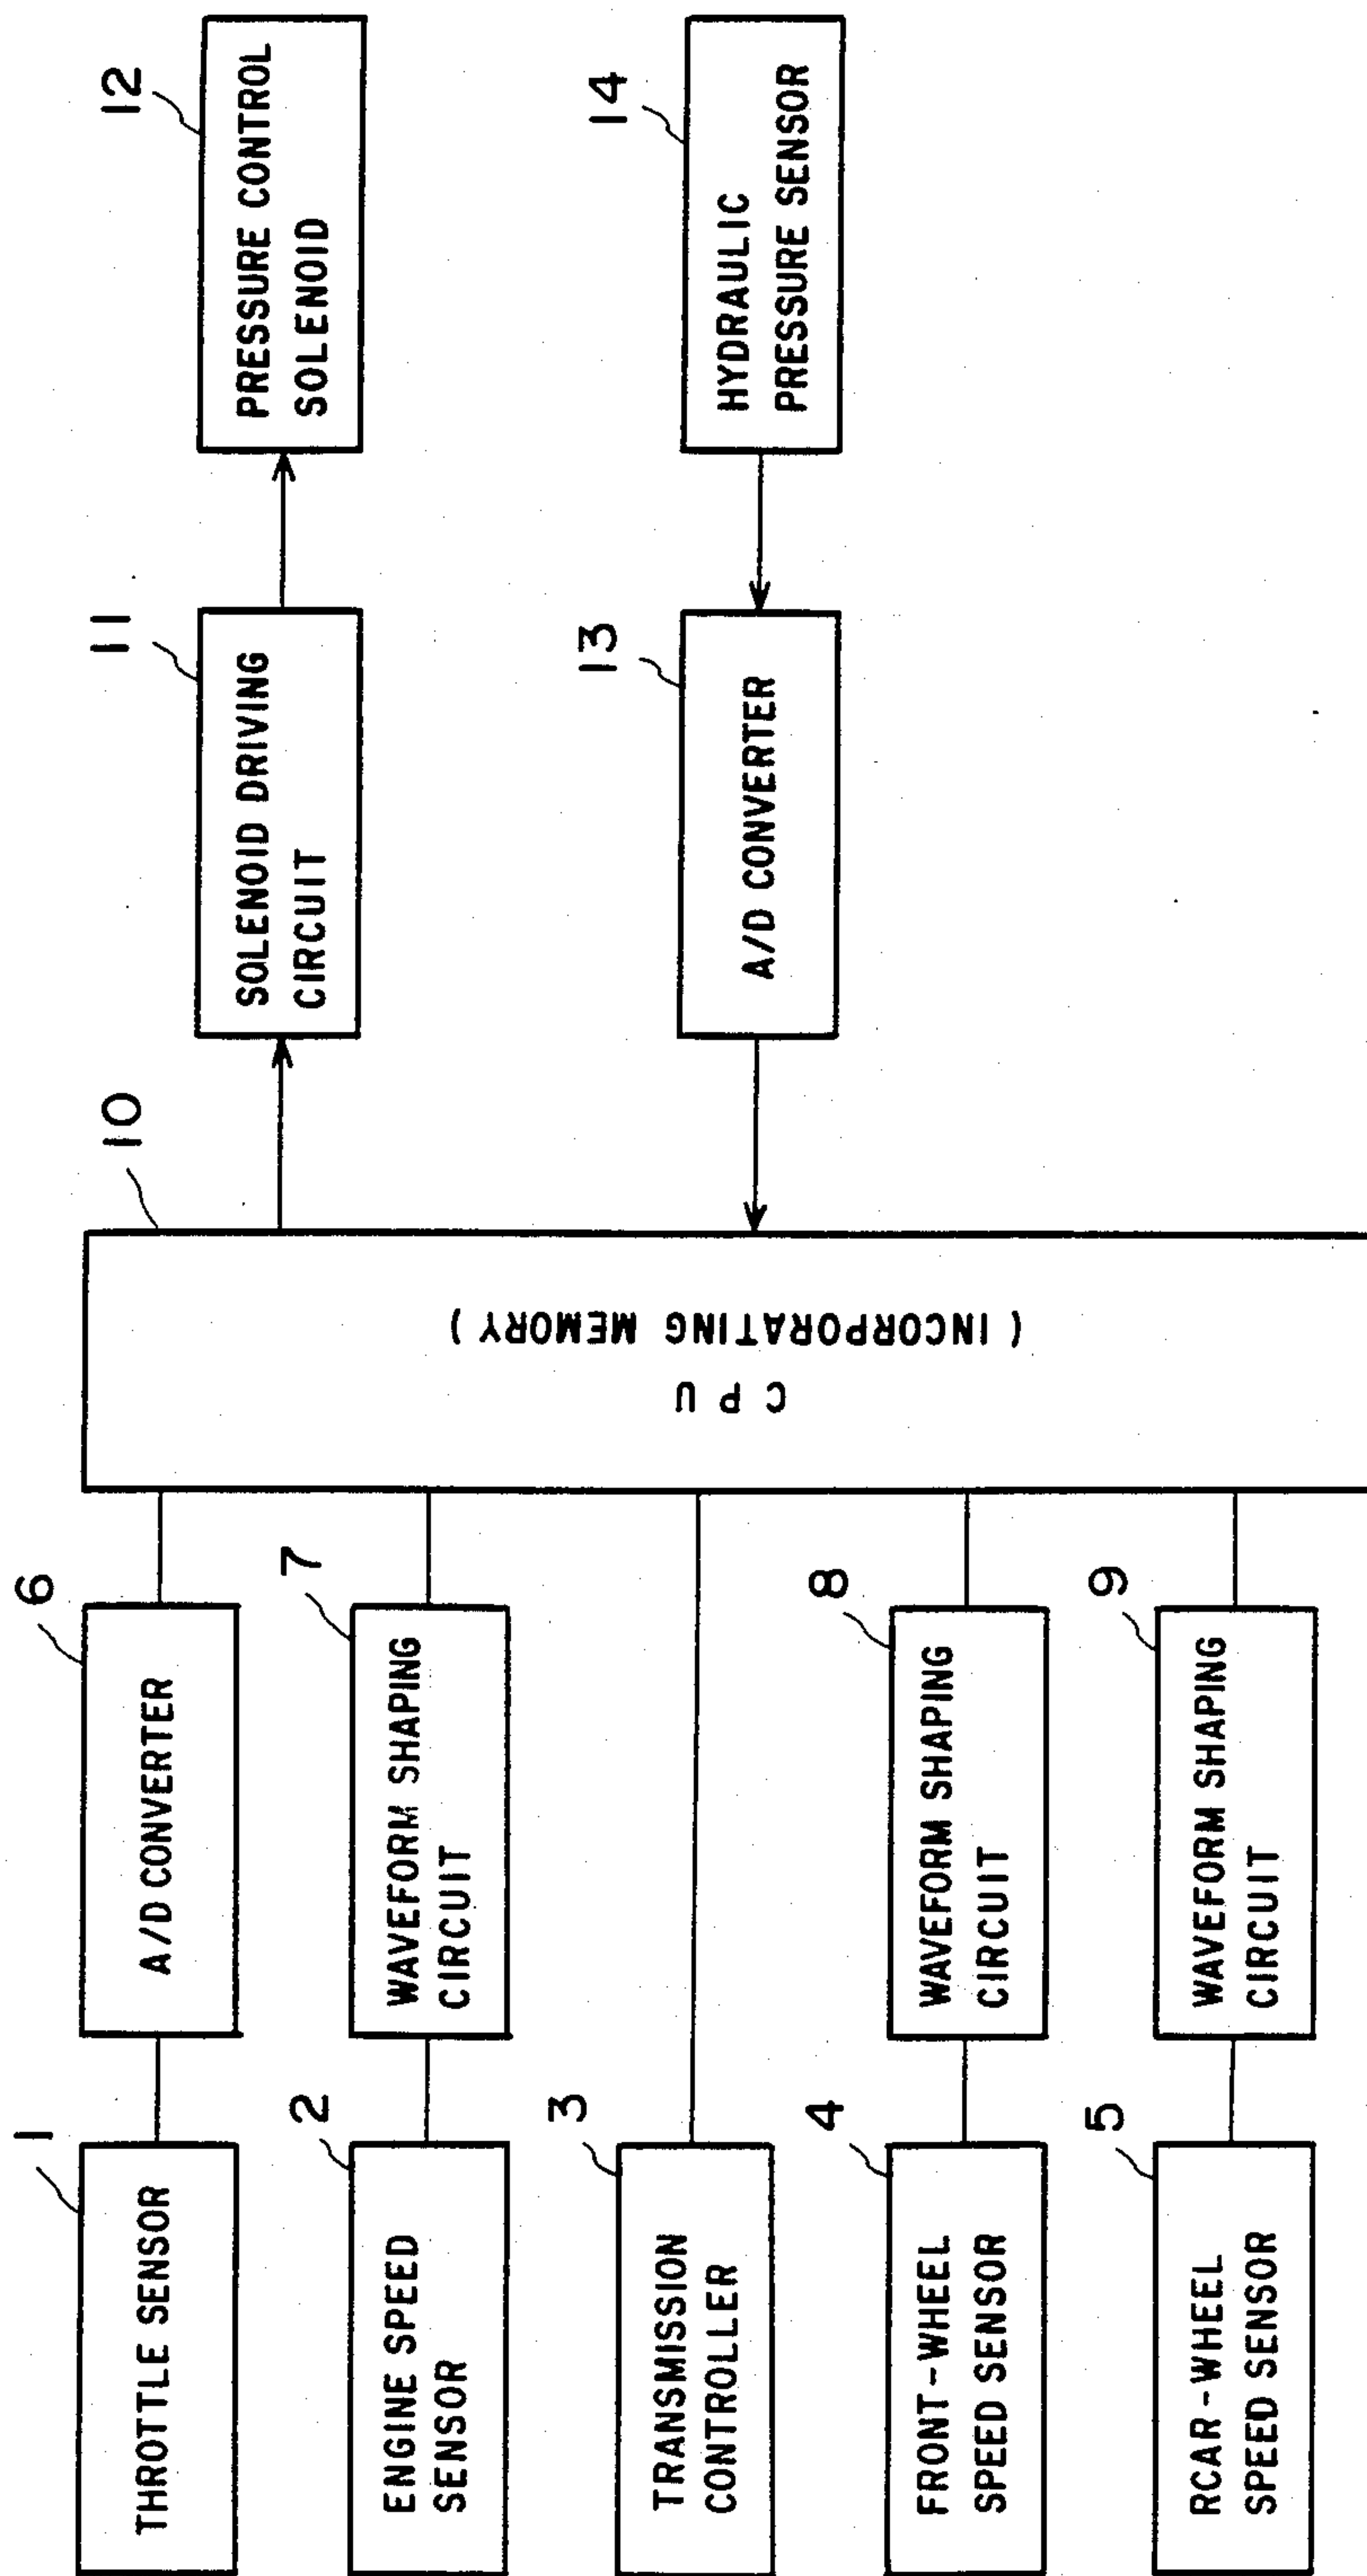 1
THROTTLE SENSOR
6
A/D CONVERTER
2
ENGINE SPEED
SENSOR
7
WAVEFORM SHAPING
CIRCUIT
3
TRANSMISSION
CONTROLLER
4
FRONT-WHEEL
SPEED SENSOR
8
WAVEFORM SHAPING
CIRCUIT
5
RCAR-WHEEL
SPEED SENSOR
9
WAVEFORM SHAPING
CIRCUIT
10
CPU
(INCORPORATING MEMORY)
11
SOLENOID DRIVING
CIRCUIT
12
PRESSURE CONTROL
SOLENOID
13
A/D CONVERTER
14
HYDRAULIC
PRESSURE SENSOR